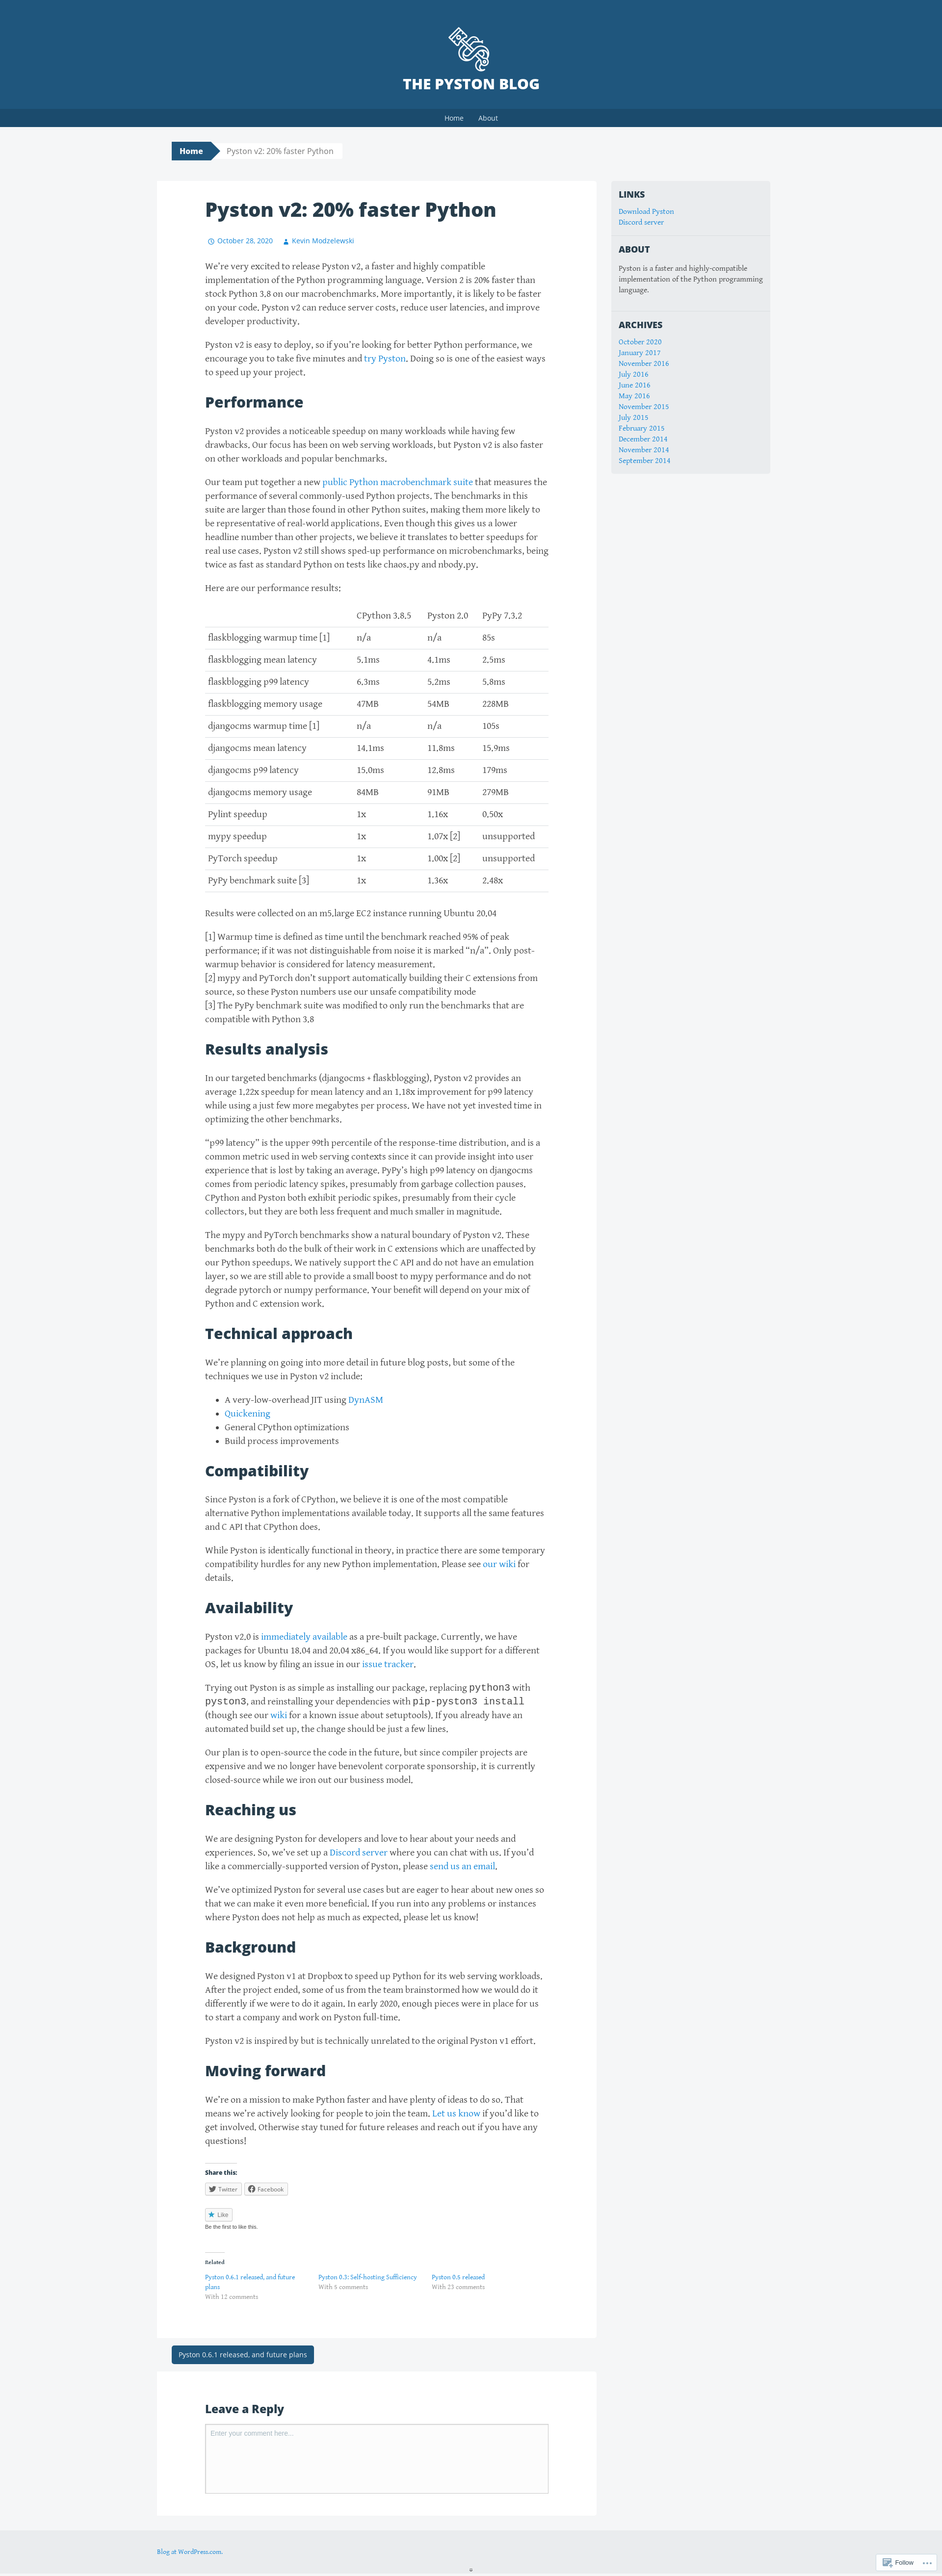 THE PYSTON BLOG
Home About
Home Pyston v2: 20% faster Python
Pyston v2: 20% faster Python
October 28, 2020 Kevin Modzelewski
We’re very excited to release Pyston v2, a faster and highly compatible
implementation of the Python programming language. Version 2 is 20% faster than
stock Python 3.8 on our macrobenchmarks. More importantly, it is likely to be faster
on your code. Pyston v2 can reduce server costs, reduce user latencies, and improve
developer productivity.
Pyston v2 is easy to deploy, so if you’re looking for better Python performance, we
encourage you to take five minutes and try Pyston. Doing so is one of the easiest ways
to speed up your project.
Performance
Pyston v2 provides a noticeable speedup on many workloads while having few
drawbacks. Our focus has been on web serving workloads, but Pyston v2 is also faster
on other workloads and popular benchmarks.
Our team put together a new public Python macrobenchmark suite that measures the
performance of several commonly-used Python projects. The benchmarks in this
suite are larger than those found in other Python suites, making them more likely to
be representative of real-world applications. Even though this gives us a lower
headline number than other projects, we believe it translates to better speedups for
real use cases. Pyston v2 still shows sped-up performance on microbenchmarks, being
twice as fast as standard Python on tests like chaos.py and nbody.py.
Here are our performance results:
CPython 3.8.5 Pyston 2.0 PyPy 7.3.2
flaskblogging warmup time [1] n/a n/a 85s
flaskblogging mean latency 5.1ms 4.1ms 2.5ms
flaskblogging p99 latency 6.3ms 5.2ms 5.8ms
flaskblogging memory usage 47MB 54MB 228MB
djangocms warmup time [1] n/a n/a 105s
djangocms mean latency 14.1ms 11.8ms 15.9ms
djangocms p99 latency 15.0ms 12.8ms 179ms
djangocms memory usage 84MB 91MB 279MB
Pylint speedup 1x 1.16x 0.50x
mypy speedup 1x 1.07x [2] unsupported
PyTorch speedup 1x 1.00x [2] unsupported
PyPy benchmark suite [3] 1x 1.36x 2.48x
Results were collected on an m5.large EC2 instance running Ubuntu 20.04
[1] Warmup time is defined as time until the benchmark reached 95% of peak
performance; if it was not distinguishable from noise it is marked “n/a”. Only post-
warmup behavior is considered for latency measurement.
[2] mypy and PyTorch don’t support automatically building their C extensions from
source, so these Pyston numbers use our unsafe compatibility mode
[3] The PyPy benchmark suite was modified to only run the benchmarks that are
compatible with Python 3.8
Results analysis
In our targeted benchmarks (djangocms + flaskblogging), Pyston v2 provides an
average 1.22x speedup for mean latency and an 1.18x improvement for p99 latency
while using a just few more megabytes per process. We have not yet invested time in
optimizing the other benchmarks.
“p99 latency” is the upper 99th percentile of the response-time distribution, and is a
common metric used in web serving contexts since it can provide insight into user
experience that is lost by taking an average. PyPy’s high p99 latency on djangocms
comes from periodic latency spikes, presumably from garbage collection pauses.
CPython and Pyston both exhibit periodic spikes, presumably from their cycle
collectors, but they are both less frequent and much smaller in magnitude.
The mypy and PyTorch benchmarks show a natural boundary of Pyston v2. These
benchmarks both do the bulk of their work in C extensions which are unaffected by
our Python speedups. We natively support the C API and do not have an emulation
layer, so we are still able to provide a small boost to mypy performance and do not
degrade pytorch or numpy performance. Your benefit will depend on your mix of
Python and C extension work.
Technical approach
We’re planning on going into more detail in future blog posts, but some of the
techniques we use in Pyston v2 include:
A very-low-overhead JIT using DynASM
Quickening
General CPython optimizations
Build process improvements
Compatibility
Since Pyston is a fork of CPython, we believe it is one of the most compatible
alternative Python implementations available today. It supports all the same features
and C API that CPython does.
While Pyston is identically functional in theory, in practice there are some temporary
compatibility hurdles for any new Python implementation. Please see our wiki for
details.
Availability
Pyston v2.0 is immediately available as a pre-built package. Currently, we have
packages for Ubuntu 18.04 and 20.04 x86_64. If you would like support for a different
OS, let us know by filing an issue in our issue tracker.
Trying out Pyston is as simple as installing our package, replacing python3 with
pyston3, and reinstalling your dependencies with pip-pyston3 install
(though see our wiki for a known issue about setuptools). If you already have an
automated build set up, the change should be just a few lines.
Our plan is to open-source the code in the future, but since compiler projects are
expensive and we no longer have benevolent corporate sponsorship, it is currently
closed-source while we iron out our business model.
Reaching us
We are designing Pyston for developers and love to hear about your needs and
experiences. So, we’ve set up a Discord server where you can chat with us. If you’d
like a commercially-supported version of Pyston, please send us an email.
We’ve optimized Pyston for several use cases but are eager to hear about new ones so
that we can make it even more beneficial. If you run into any problems or instances
where Pyston does not help as much as expected, please let us know!
Background
We designed Pyston v1 at Dropbox to speed up Python for its web serving workloads.
After the project ended, some of us from the team brainstormed how we would do it
differently if we were to do it again. In early 2020, enough pieces were in place for us
to start a company and work on Pyston full-time.
Pyston v2 is inspired by but is technically unrelated to the original Pyston v1 effort.
Moving forward
We’re on a mission to make Python faster and have plenty of ideas to do so. That
means we’re actively looking for people to join the team. Let us know if you’d like to
get involved. Otherwise stay tuned for future releases and reach out if you have any
questions!
Share this:
Twitter Facebook
Like
Be the first to like this.
Related
Pyston 0.6.1 released, and future
plans
With 12 comments
Pyston 0.3: Self-hosting Sufficiency
With 5 comments
Pyston 0.5 released
With 23 comments
Pyston 0.6.1 released, and future plans
Leave a Reply
Enter your comment here...
LINKS
Download Pyston
Discord server
ABOUT
Pyston is a faster and highly-compatible
implementation of the Python programming
language.
ARCHIVES
October 2020
January 2017
November 2016
July 2016
June 2016
May 2016
November 2015
July 2015
February 2015
December 2014
November 2014
September 2014
Blog at WordPress.com.
Follow